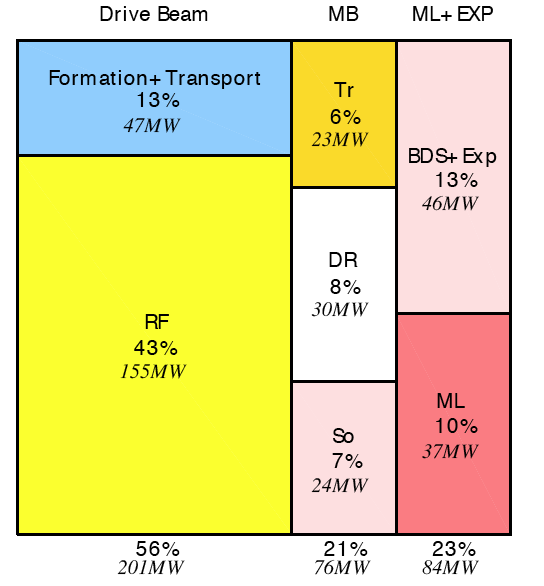 Drive Beam
MB
ML+ EXP
Formation+ Transport
13%
47MW
RF
43%
155MW
56%
201MW
Tr
6%
23MW
DR
8%
30MW
So
7%
24MW
21%
76MW
BDS+ Exp
13%
46MW
ML
10%
37MW
23%
84MW